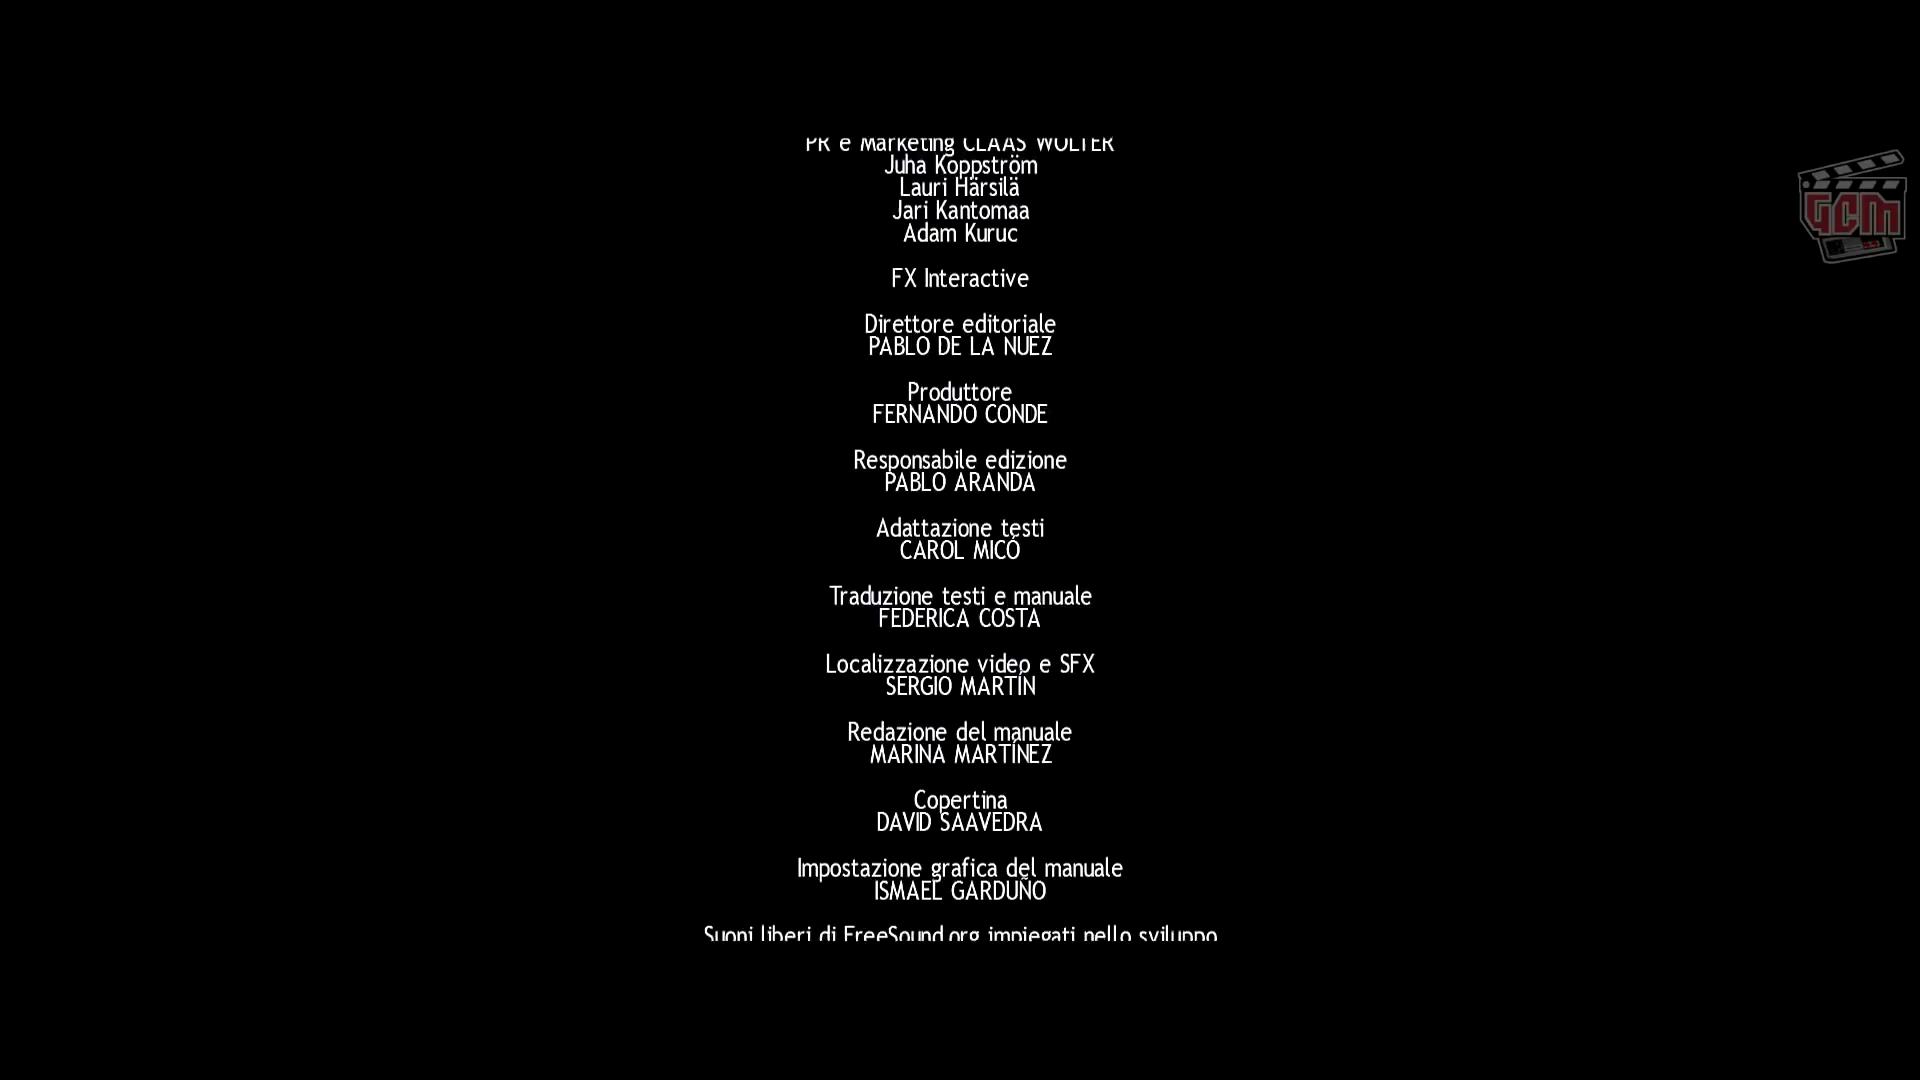 PR e Marketing CLAAS WOLTER
Juha Koppström
Lauri Härsilä
Jari Kantomaa
Adam Kuruc
FX Interactive
Direttore editoriale
PABLO DE LA NUEZ
Produttore
FERNANDO CONDE
Responsabile edizione
PABLO ARANDA
Adattazione testi
CAROL MICÓ
Traduzione testi e manuale
FEDERICA COSTA
Localizzazione video e SFX
SERGIO MARTÍN
Redazione del manuale
MARINA MARTÍNEZ
Copertina
DAVID SAAVEDRA
Impostazione grafica del manuale
ISMAEL GARDUÑO
Suoni liberi di FreeSound.org impiegati nello sviluppo
GCM